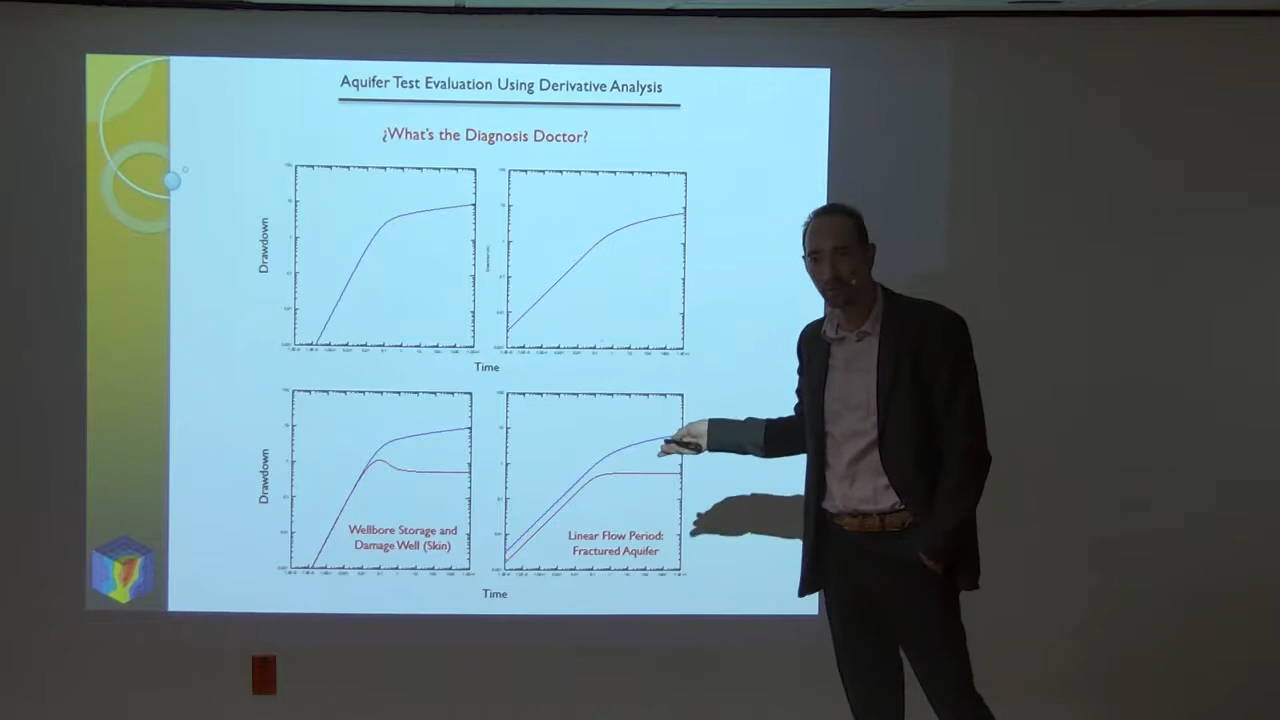 Aquifer Test Evaluation Using Derivative Analysis
¿What's the Diagnosis Doctor?
Drawdown
Time
Drawdown
Wellbore Storage and
Damage Well (Skin)
Linear Flow Period:
Fractured Aquifer
Time